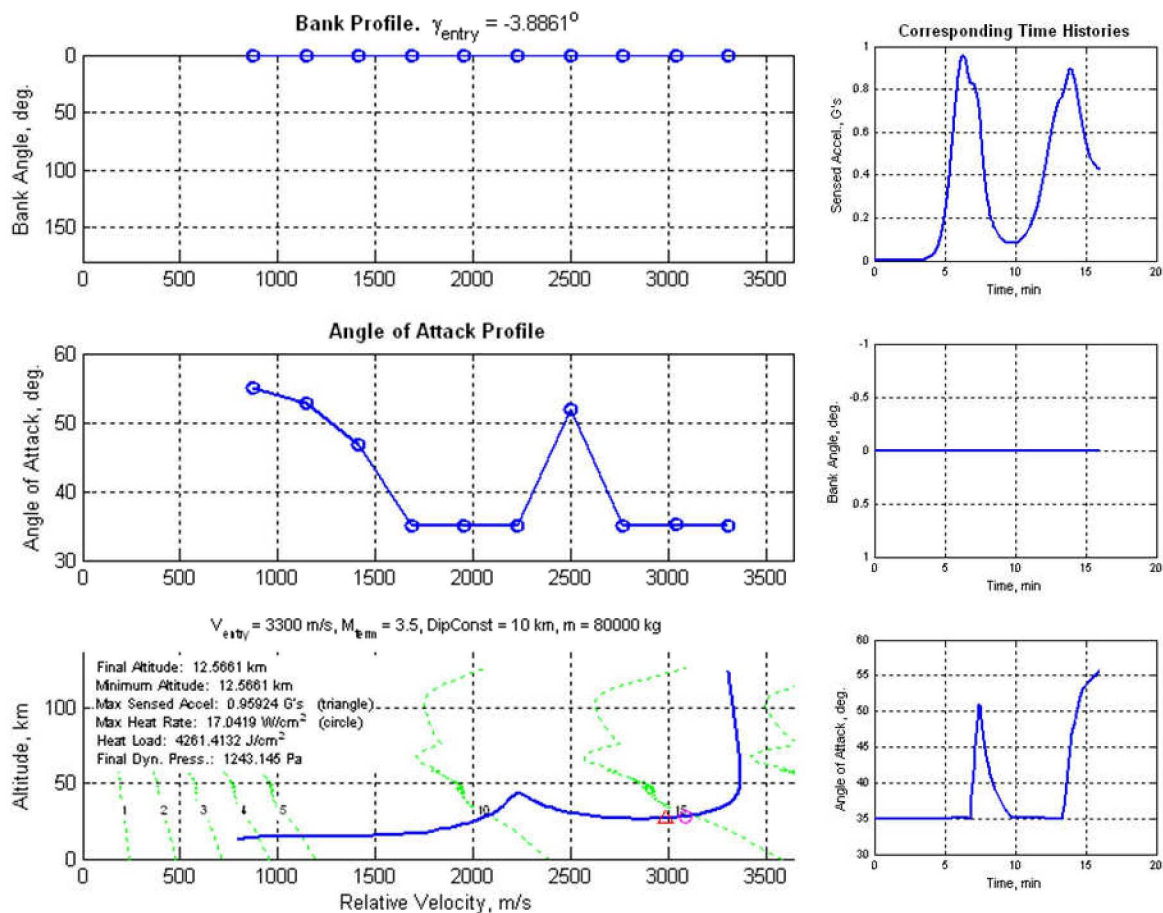 Bank Profile. γentry = -3.8861°
Bank Angle, deg.
0
50
100
150
0 500 1000 1500 2000 2500 3000 3500
Corresponding Time Histories
Sensed Accel., G's
1
0.8
0.6
0.4
0.2
0
0 5 10 15 20
Time, min
Angle of Attack Profile
Angle of Attack, deg.
60
50
40
30
0 500 1000 1500 2000 2500 3000 3500
Bank Angle, deg.
-1
-0.5
0
0.5
1
0 5 10 15 20
Time, min
Ventry = 3300 m/s, Mterm = 3.5, DipConst = 10 km, m = 80000 kg
Altitude, km
100
50
0
Final Altitude: 12.5661 km
Minimum Altitude: 12.5661 km
Max Sensed Accel: 0.95924 G's (triangle)
Max Heat Rate: 17.0419 W/cm² (circle)
Heat Load: 4261.4132 J/cm²
Final Dyn. Press.: 1243.145 Pa
1 2 3 4 5 10 15
0 500 1000 1500 2000 2500 3000 3500
Relative Velocity, m/s
Angle of Attack, deg.
60
55
50
45
40
35
30
0 5 10 15 20
Time, min